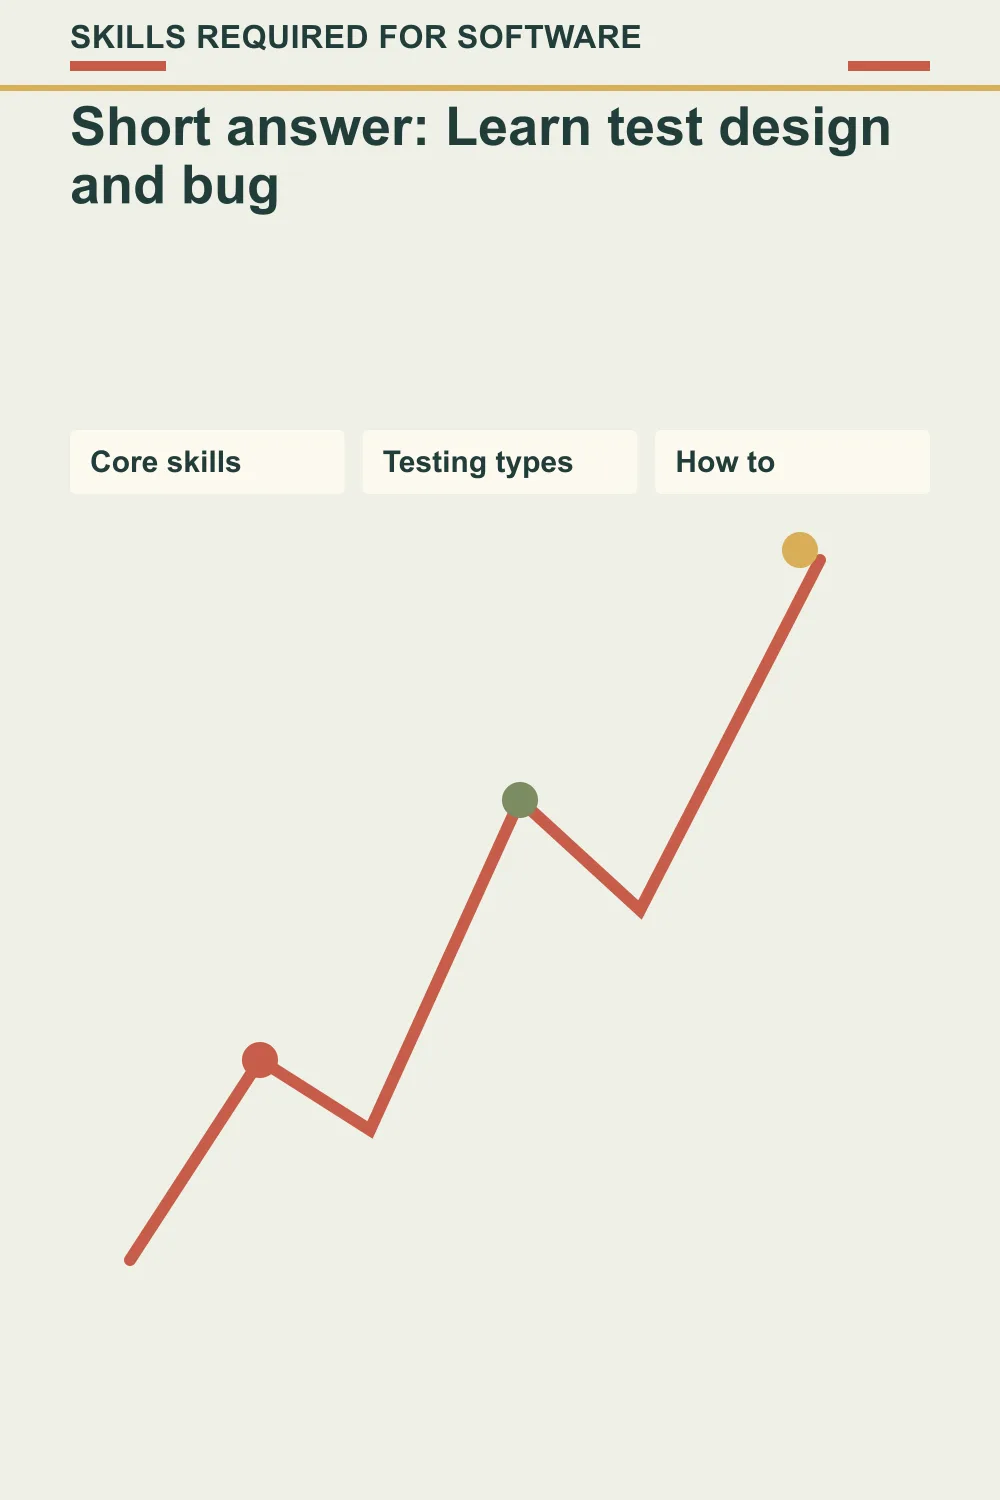 SKILLS REQUIRED FOR SOFTWARE
Short answer: Learn test design
and bug
Core skills
Testing types
How to